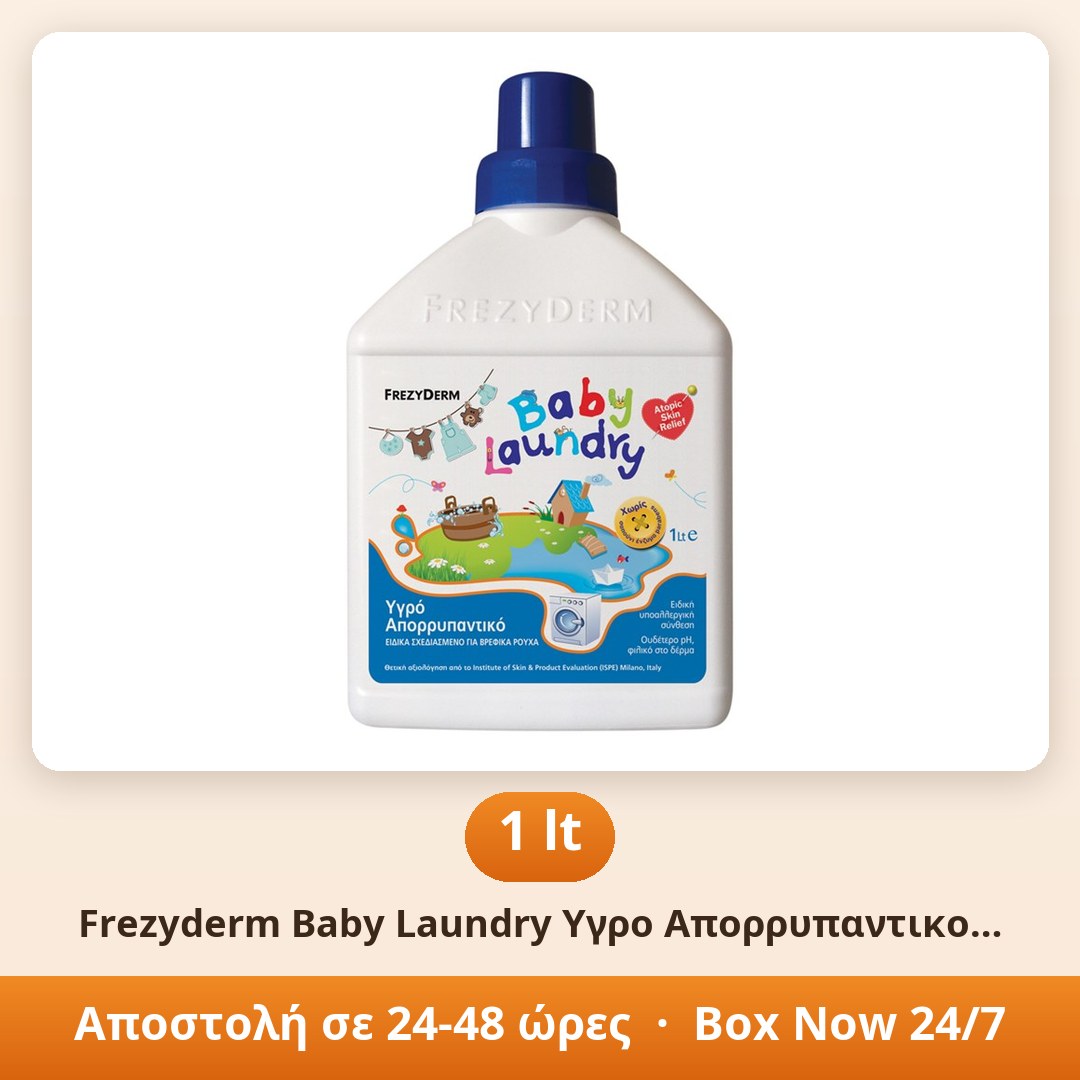 FREZYDERM
FREZYDERM
Baby
Laundry
Atopic
Skin
Relief
Χωρίς
1Lt e
Υγρό
Απορρυπαντικό
ΕΙΔΙΚΑ ΣΧΕΔΙΑΣΜΕΝΟ ΓΙΑ ΒΡΕΦΙΚΑ ΡΟΥΧΑ
Ειδική
υποαλλεργική
σύνθεση
Ουδέτερο pH,
φιλικό στο δέρμα
Θετική αξιολόγηση από το Institute of Skin & Product Evaluation (ISPE) Milano, Italy
1 lt
Frezyderm Baby Laundry Υγρο Απορρυπαντικο...
Αποστολή σε 24-48 ώρες · Box Now 24/7